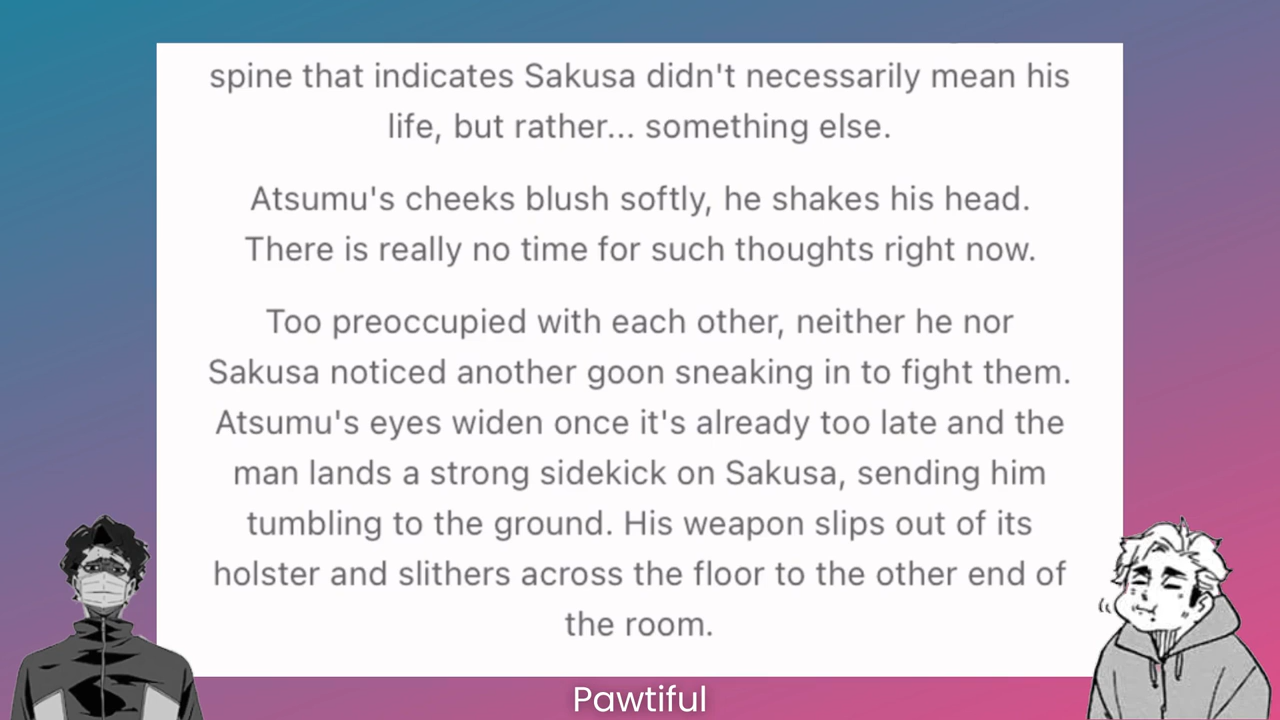 spine that indicates Sakusa didn't necessarily mean his
life, but rather... something else.
Atsumu's cheeks blush softly, he shakes his head.
There is really no time for such thoughts right now.
Too preoccupied with each other, neither he nor
Sakusa noticed another goon sneaking in to fight them.
Atsumu's eyes widen once it's already too late and the
man lands a strong sidekick on Sakusa, sending him
tumbling to the ground. His weapon slips out of its
holster and slithers across the floor to the other end of
the room.
Pawtiful